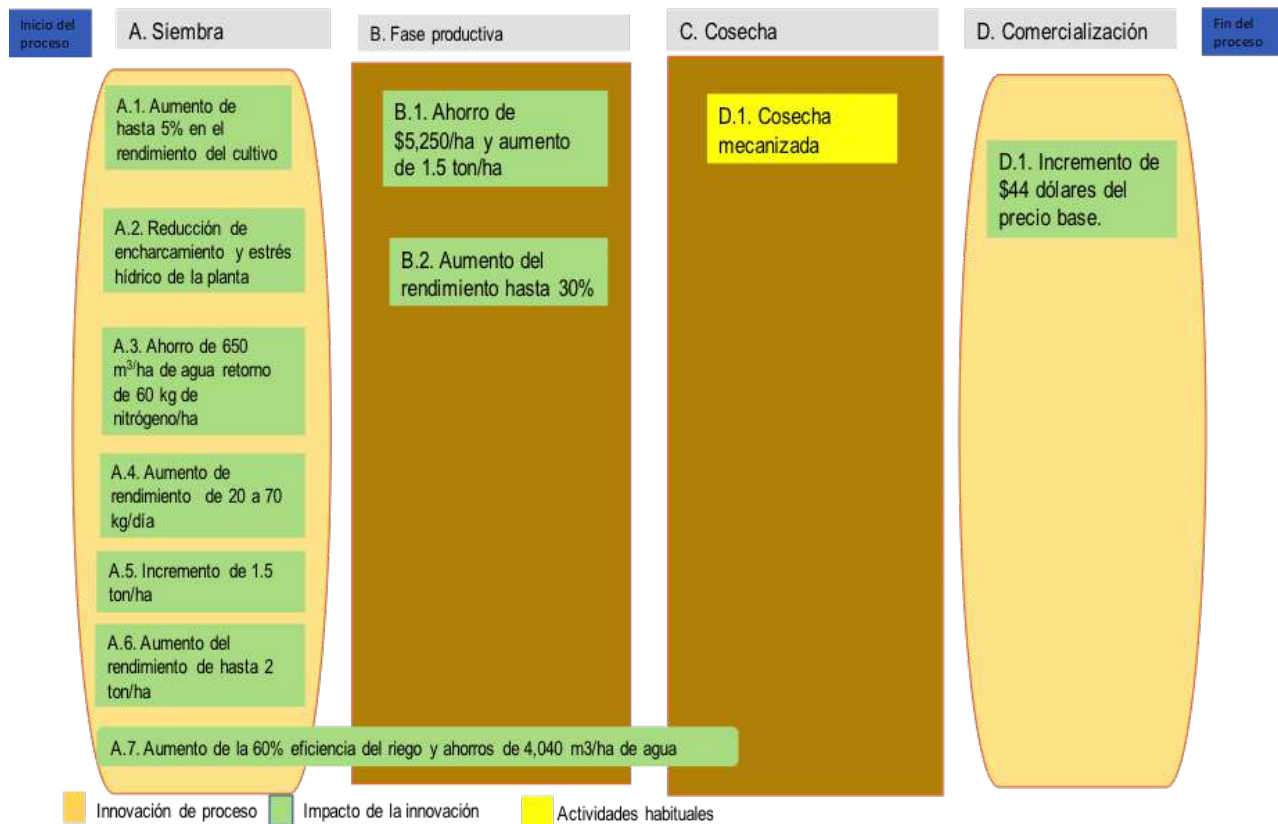 Inicio del
proceso
A. Siembra
B. Fase productiva
C. Cosecha
D. Comercialización
Fin del
proceso
A.1. Aumento de
hasta 5% en el
rendimiento del cultivo
A.2. Reducción de
encharcamiento y estrés
hídrico de la planta
A.3. Ahorro de 650
m³/ha de agua retorno
de 60 kg de
nitrógeno/ha
A.4. Aumento de
rendimiento de 20 a 70
kg/día
A.5. Incremento de 1.5
ton/ha
A.6. Aumento del
rendimiento de hasta 2
ton/ha
A.7. Aumento de la 60% eficiencia del riego y ahorros de 4,040 m3/ha de agua
B.1. Ahorro de
$5,250/ha y aumento
de 1.5 ton/ha
B.2. Aumento del
rendimiento hasta 30%
D.1. Cosecha
mecanizada
D.1. Incremento de
$44 dólares del
precio base.
Innovación de proceso
Impacto de la innovación
Actividades habituales